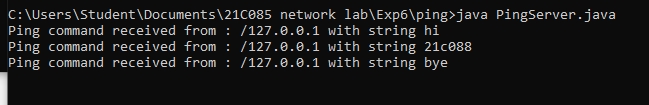 C:\Users\Student\Documents\21C085 network lab\Exp6\ping>java PingServer.java
Ping command received from : /127.0.0.1 with string hi
Ping command received from : /127.0.0.1 with string 21c088
Ping command received from : /127.0.0.1 with string bye